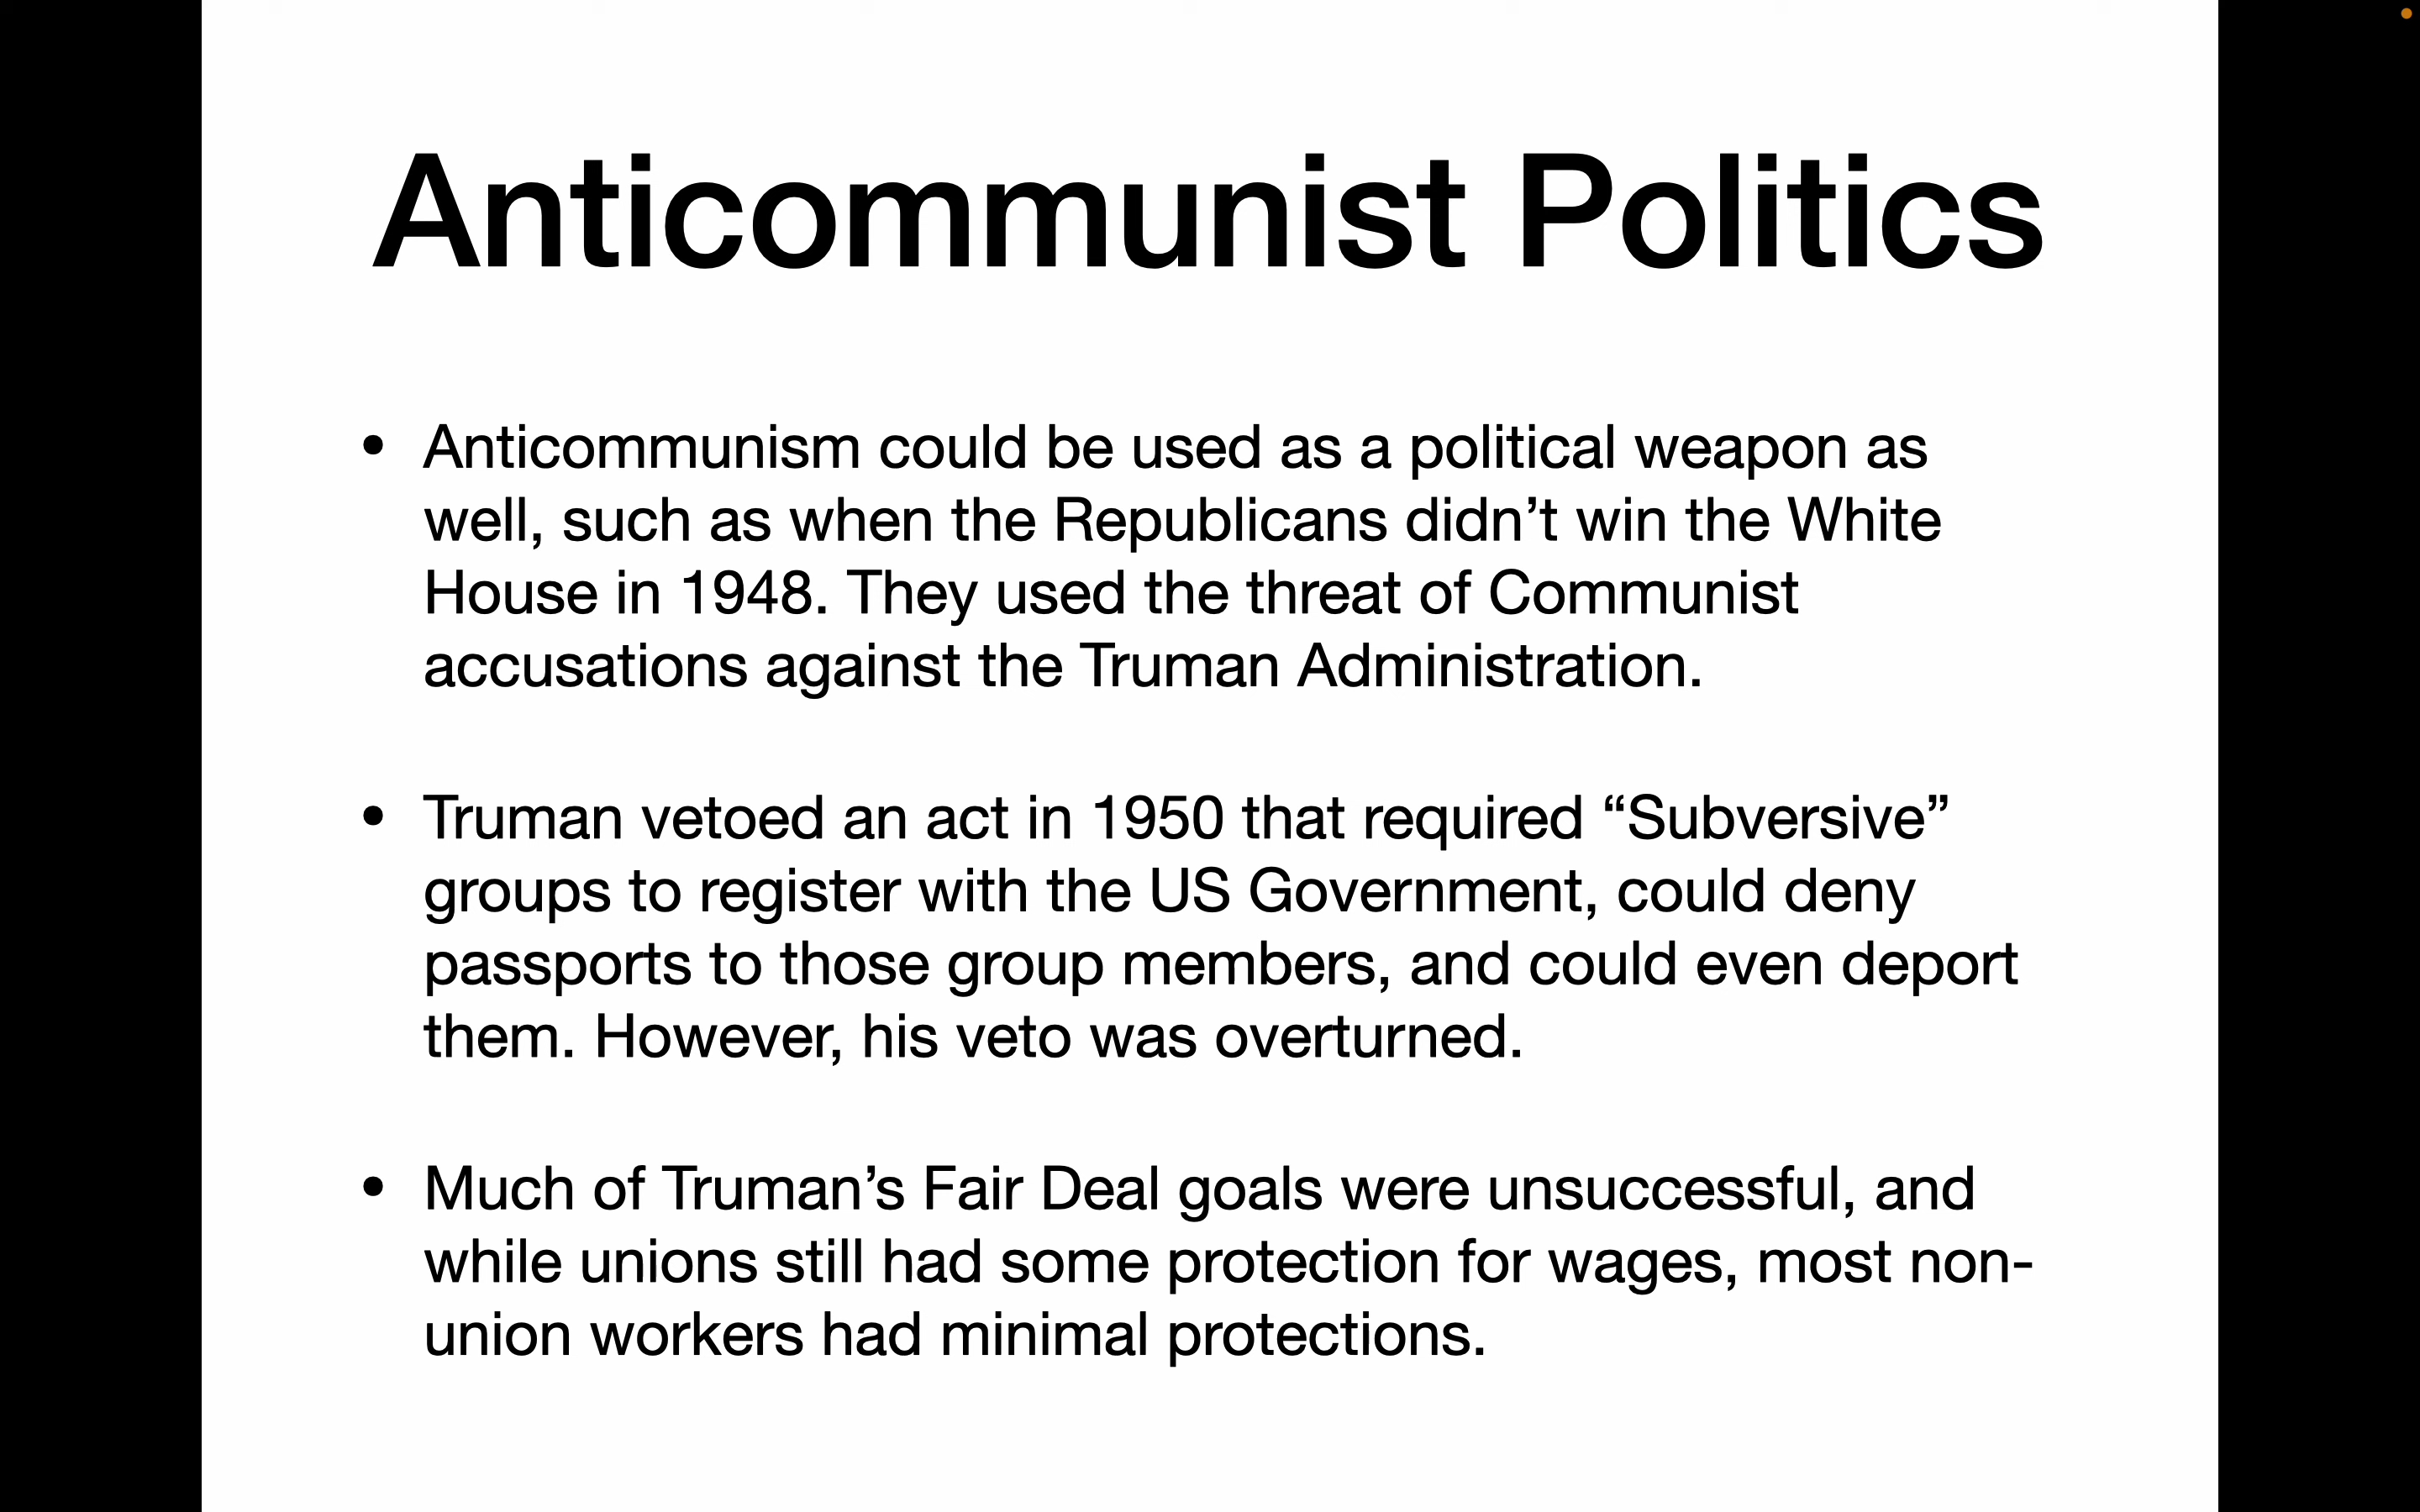 Anticommunist Politics
• Anticommunism could be used as a political weapon as
well, such as when the Republicans didn’t win the White
House in 1948. They used the threat of Communist
accusations against the Truman Administration.
• Truman vetoed an act in 1950 that required “Subversive”
groups to register with the US Government, could deny
passports to those group members, and could even deport
them. However, his veto was overturned.
• Much of Truman’s Fair Deal goals were unsuccessful, and
while unions still had some protection for wages, most non-
union workers had minimal protections.